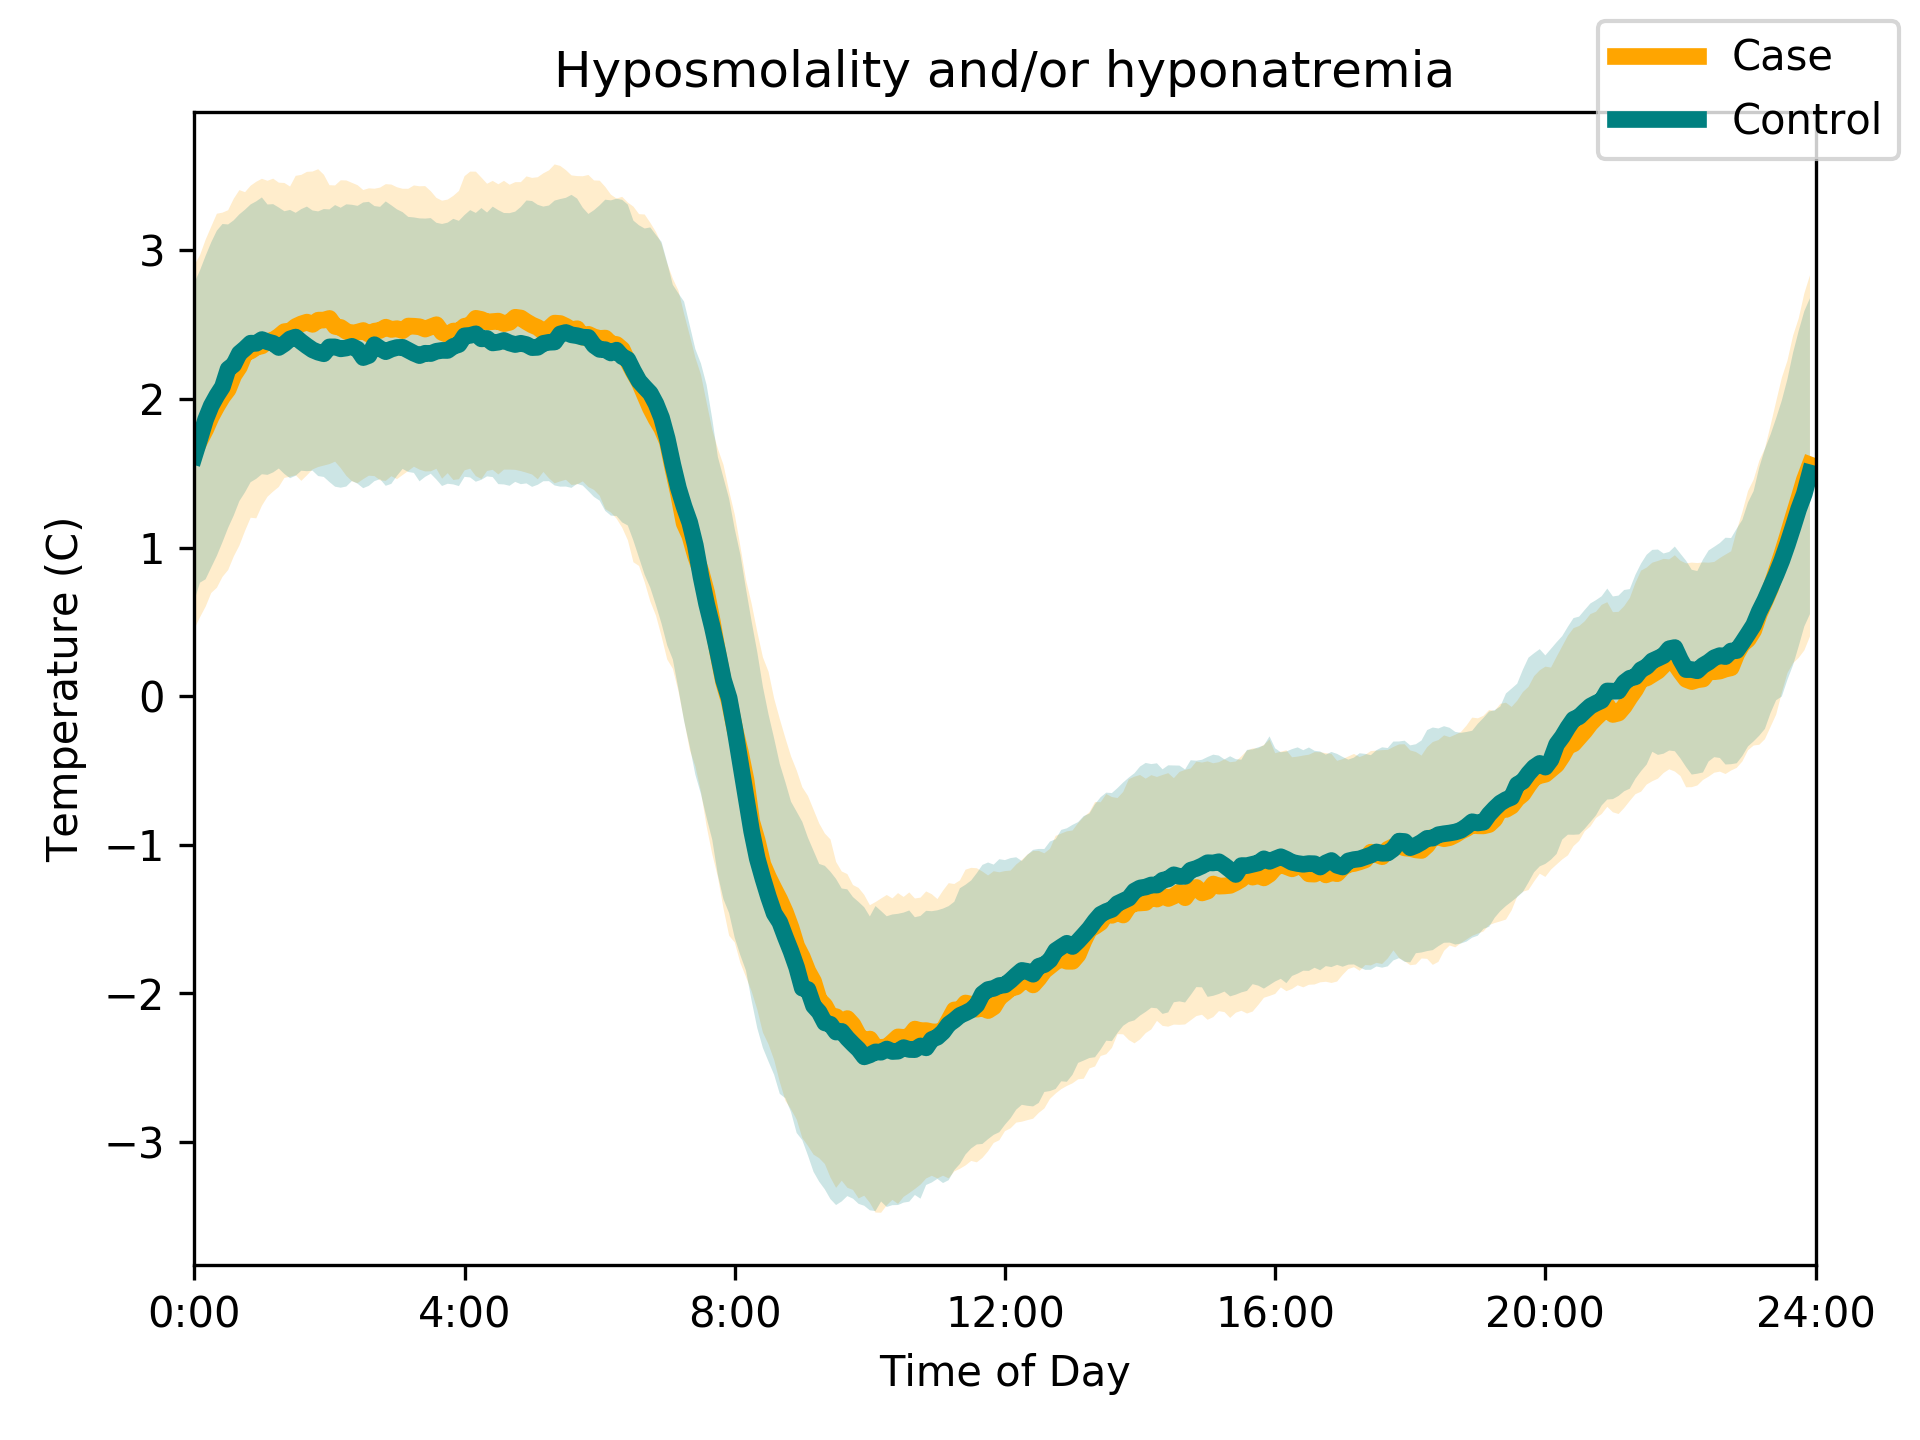 Hyposmolality and/or hyponatremia
Case
Control
Temperature (C)
3
2
1
0
−1
−2
−3
0:00 4:00 8:00 12:00 16:00 20:00 24:00
Time of Day